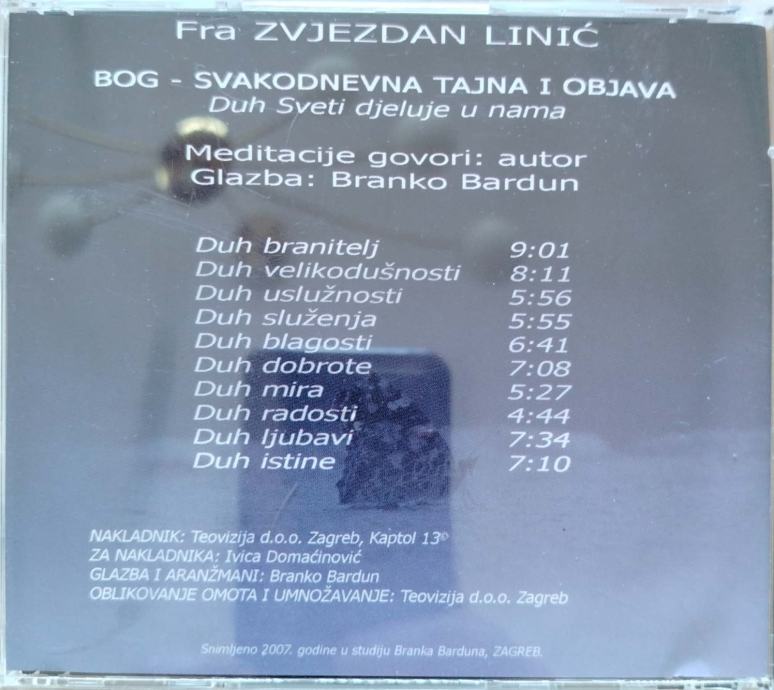 Fra ZVJEZDAN LINIĆ
BOG - SVAKODNEVNA TAJNA I OBJAVA
Duh Sveti djeluje u nama
Meditacije govori: autor
Glazba: Branko Bardun
Duh branitelj 9:01
Duh velikodušnosti 8:11
Duh uslužnosti 5:56
Duh služenja 5:55
Duh blagosti 6:41
Duh dobrote 7:08
Duh mira 5:27
Duh radosti 4:44
Duh ljubavi 7:34
Duh istine 7:10
NAKLADNIK: Teovizija d.o.o. Zagreb, Kaptol 13©
ZA NAKLADNIKA: Ivica Domaćinović
GLAZBA I ARANŽMANI: Branko Bardun
OBLIKOVANJE OMOTA I UMNOŽAVANJE: Teovizija d.o.o. Zagreb
Snimljeno 2007. godine u studiju Branka Barduna, ZAGREB.